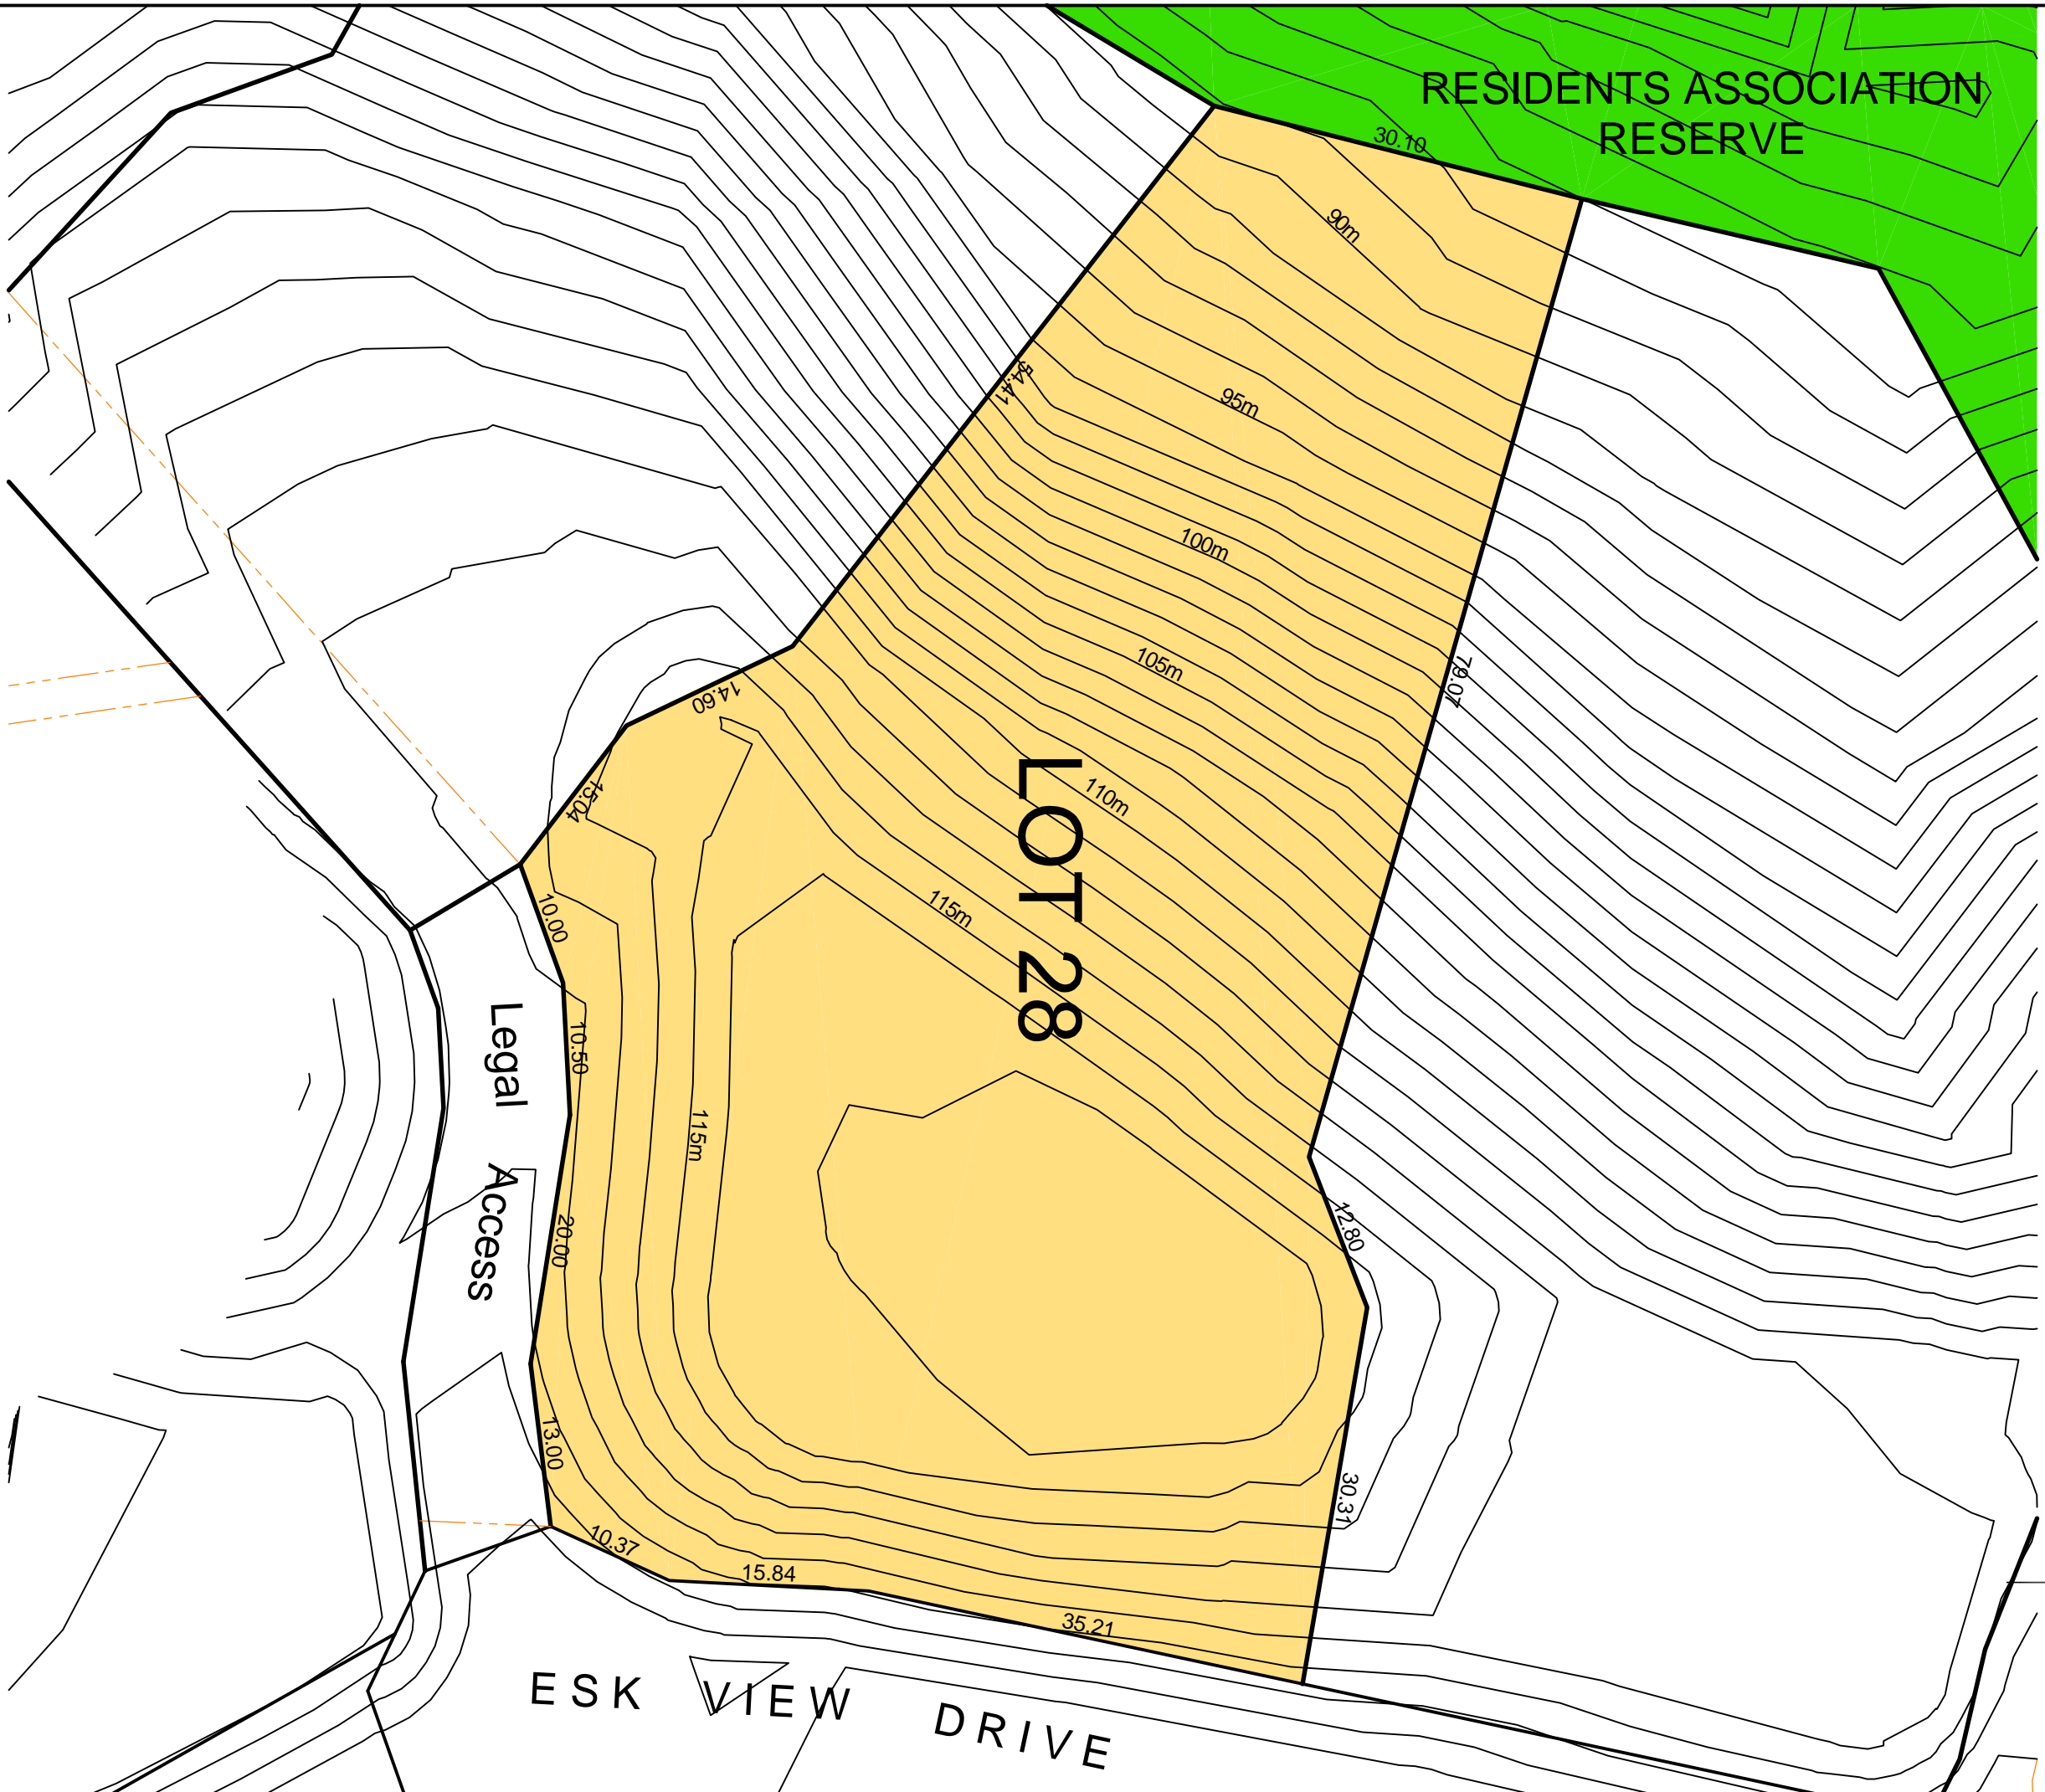 RESIDENTS ASSOCIATION
RESERVE
30.10
90m
54.41
95m
100m
105m
79.07
14.60
110m
15.04
115m
LOT 28
10.00
10.50
Legal Access
115m
20.00
12.80
13.00
30.31
10.37
15.84
35.21
ESK VIEW DRIVE